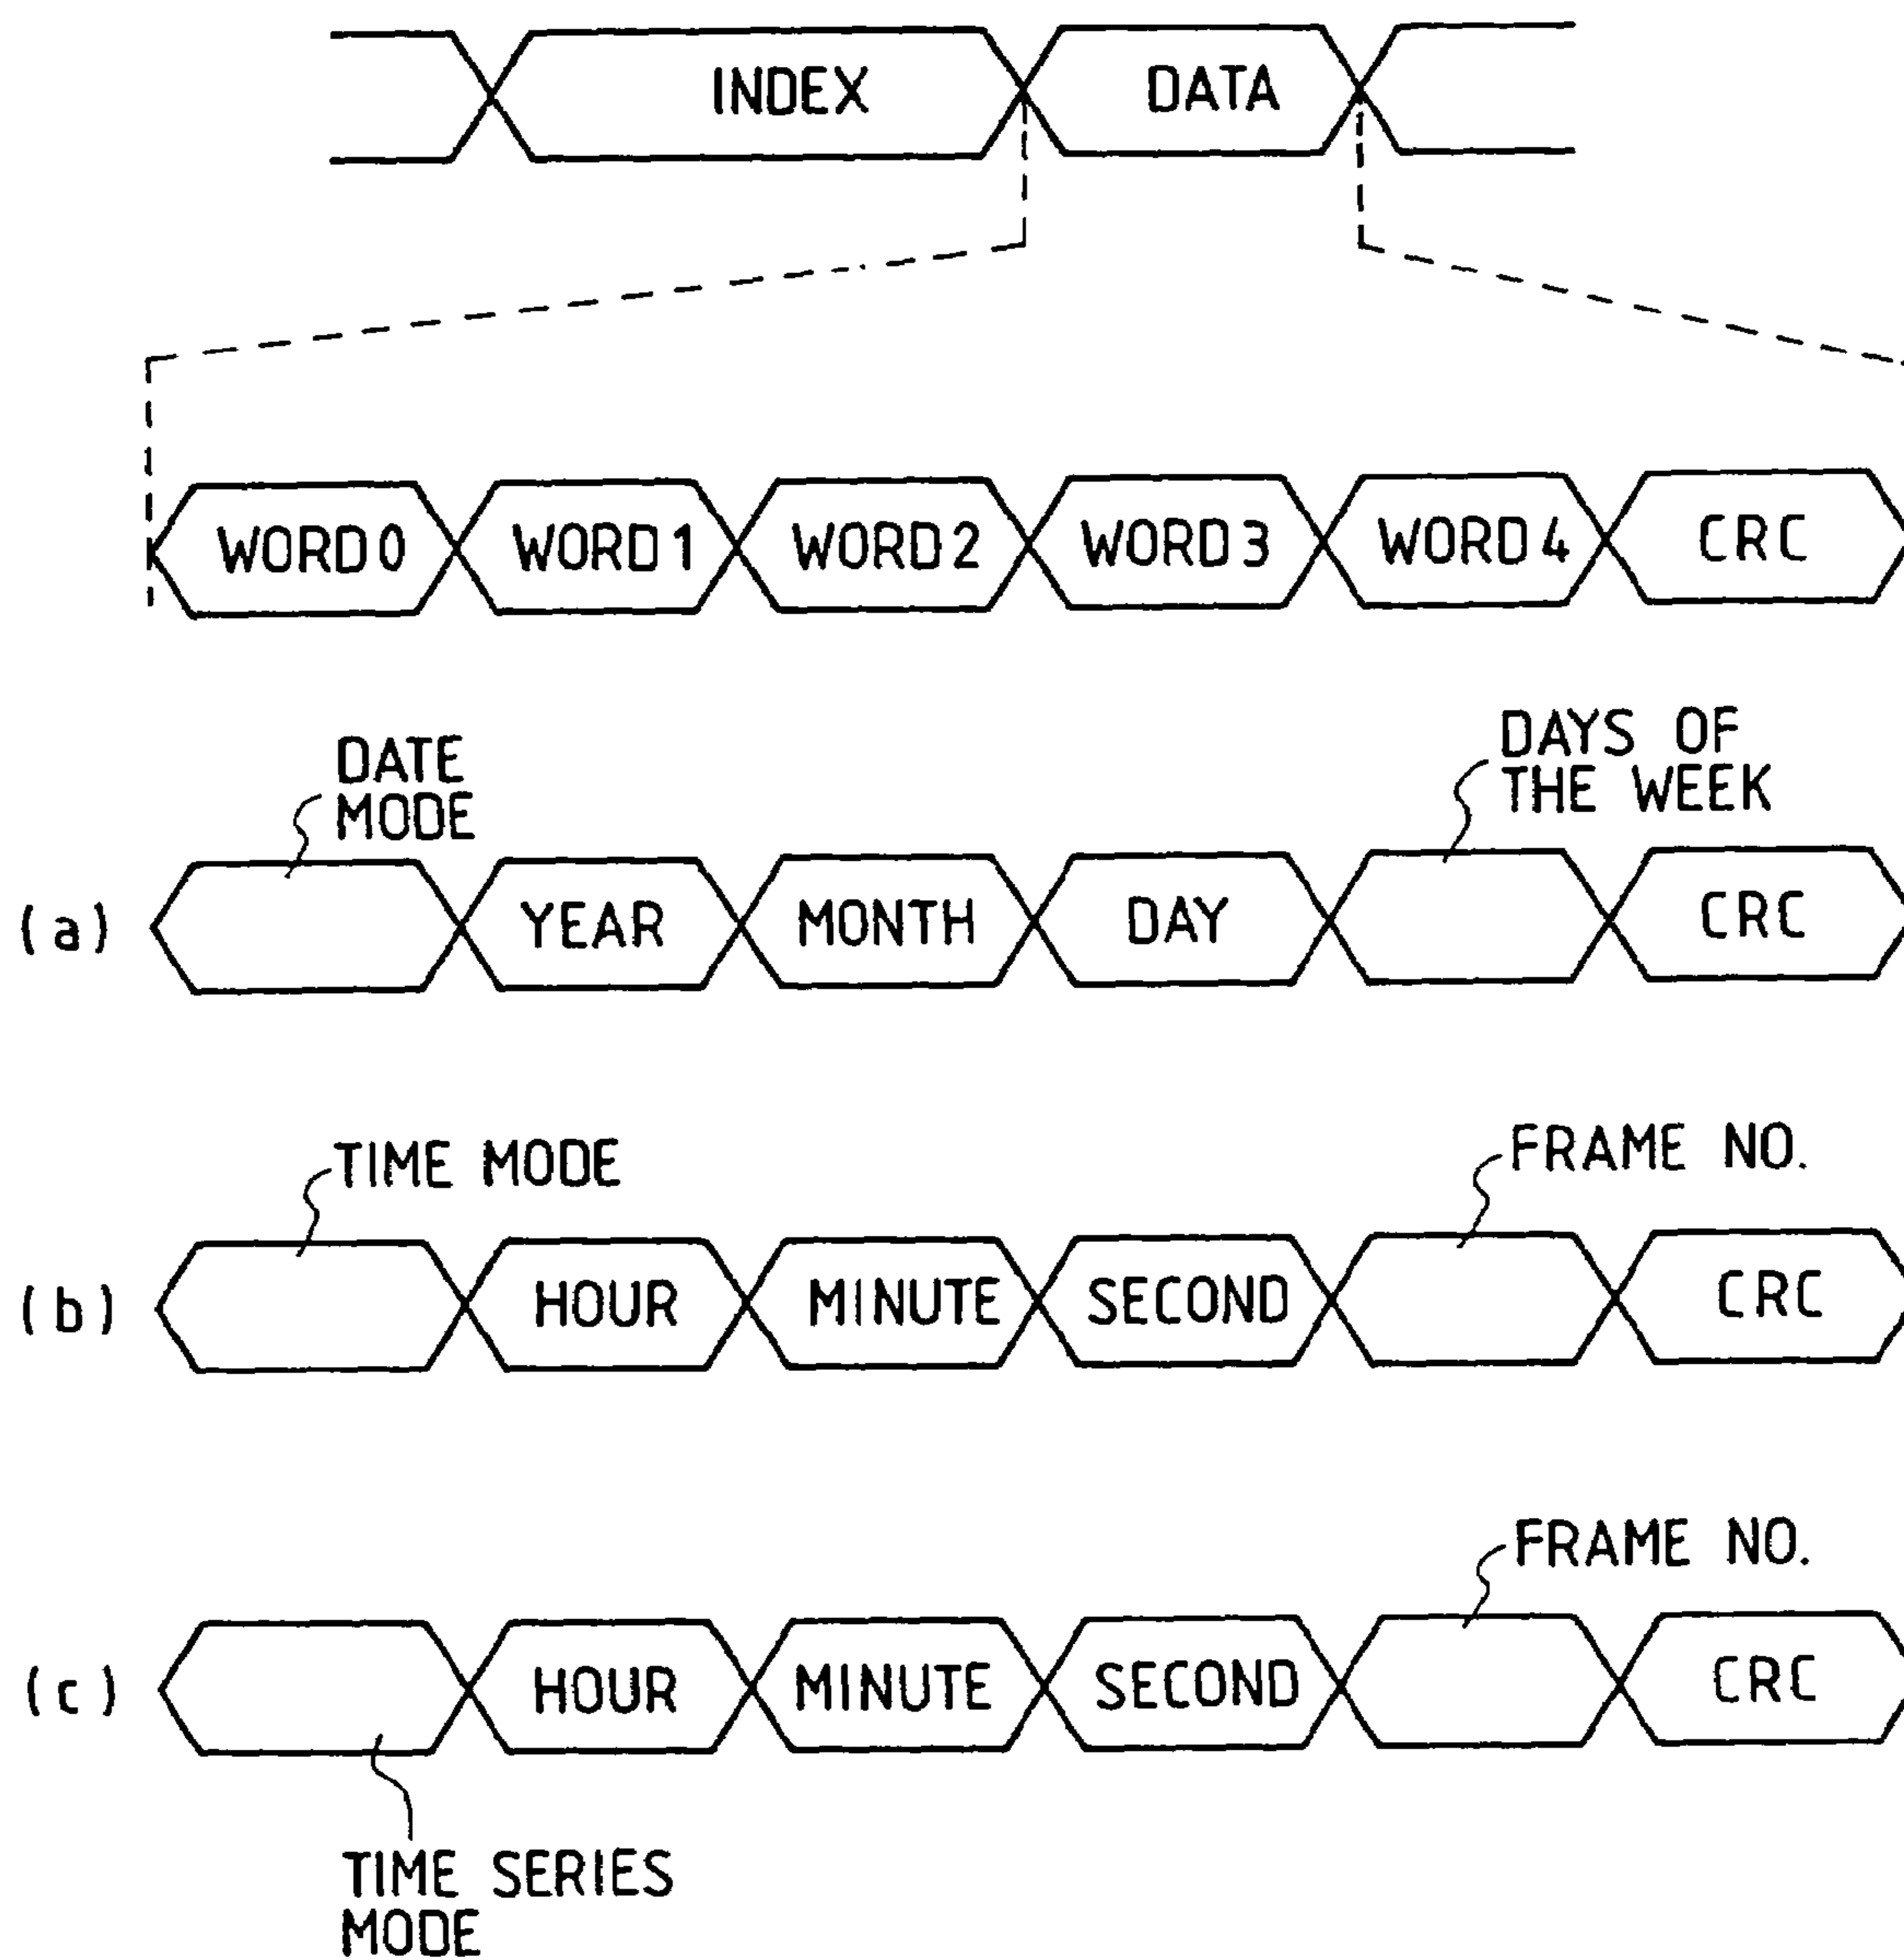 INDEX DATA
WORD 0 WORD 1 WORD 2 WORD 3 WORD 4 CRC
DATE
MODE
DAYS OF
THE WEEK
(a) YEAR MONTH DAY CRC
TIME MODE
FRAME NO.
(b) HOUR MINUTE SECOND CRC
FRAME NO.
(c) HOUR MINUTE SECOND CRC
TIME SERIES
MODE